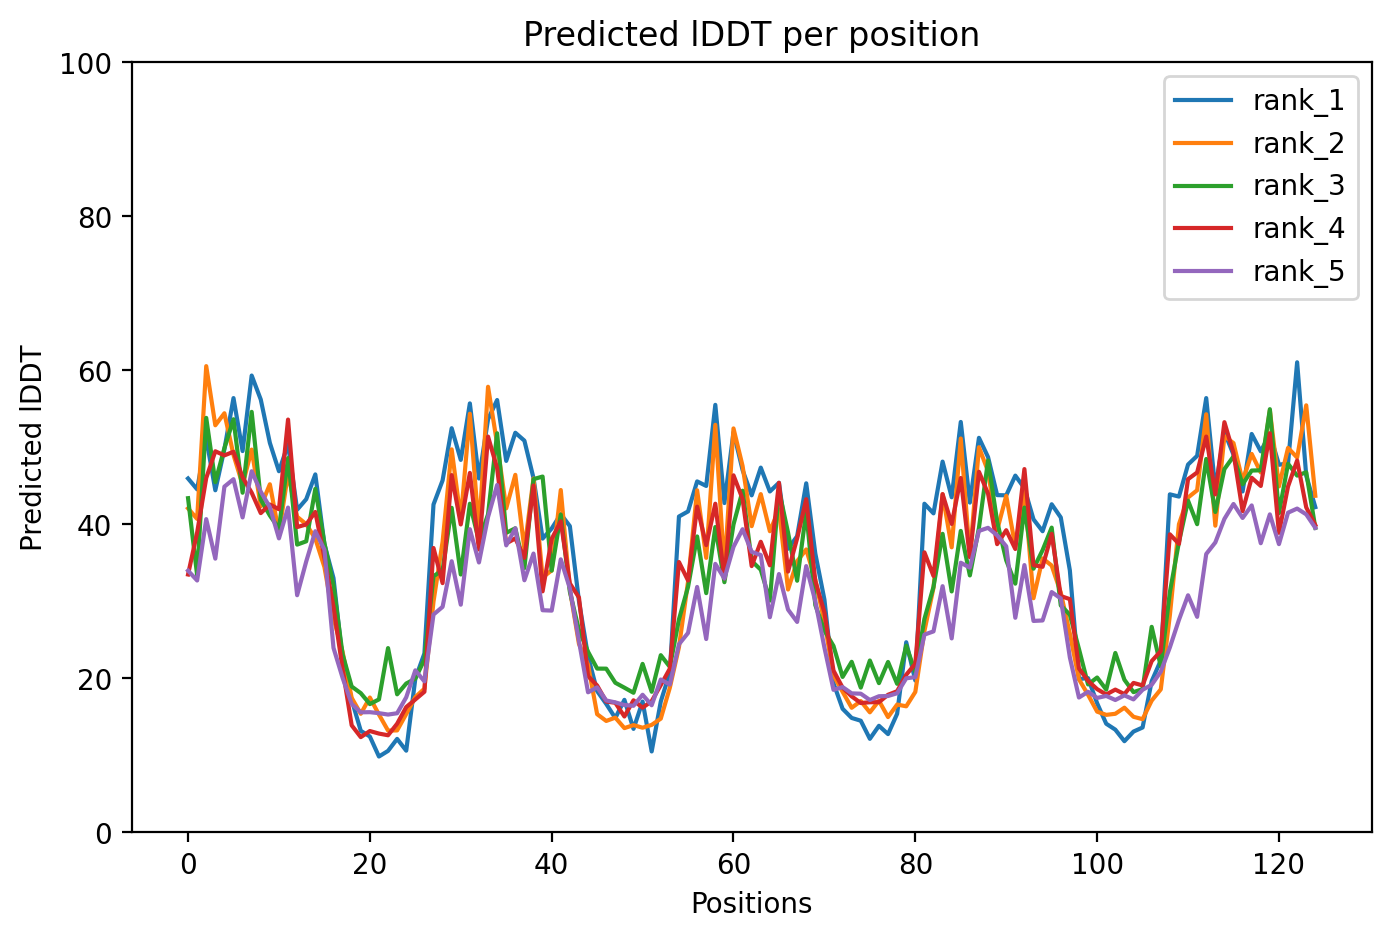 Predicted lDDT per position
100
80
60
40
20
0
Predicted lDDT
0 20 40 60 80 100 120
Positions
rank_1
rank_2
rank_3
rank_4
rank_5